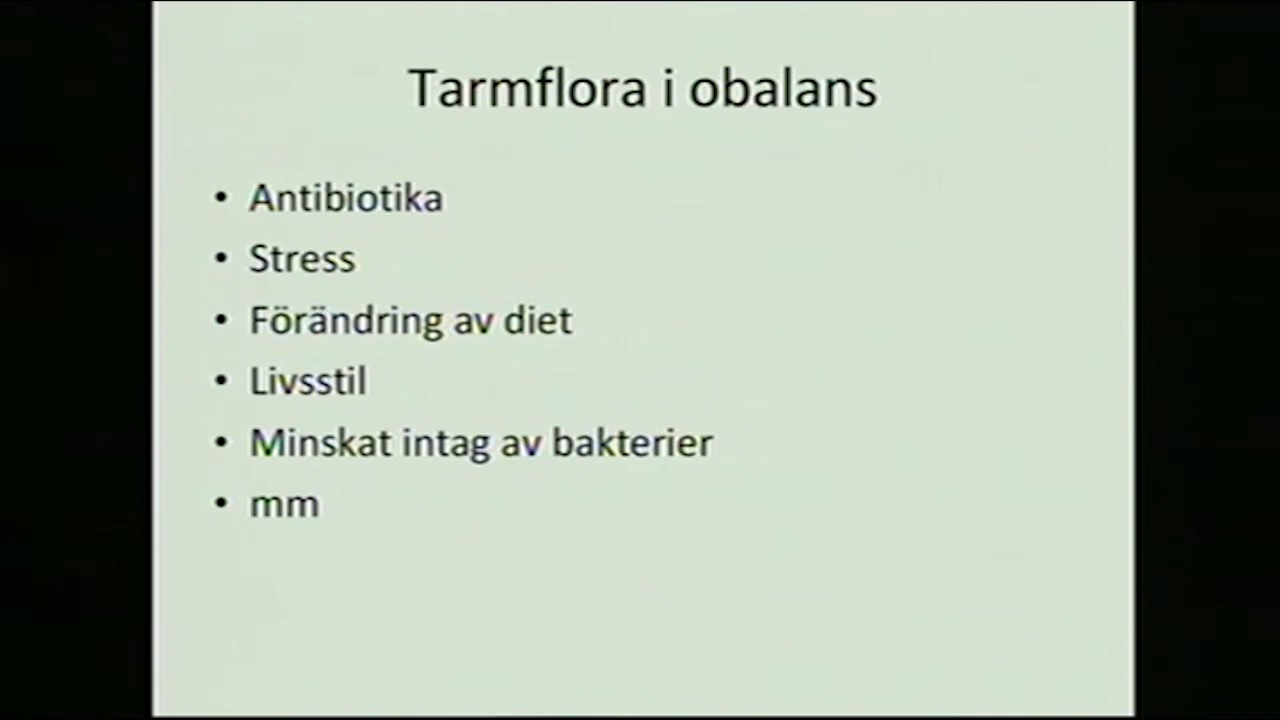 Tarmflora i obalans
• Antibiotika
• Stress
• Förändring av diet
• Livsstil
• Minskat intag av bakterier
• mm